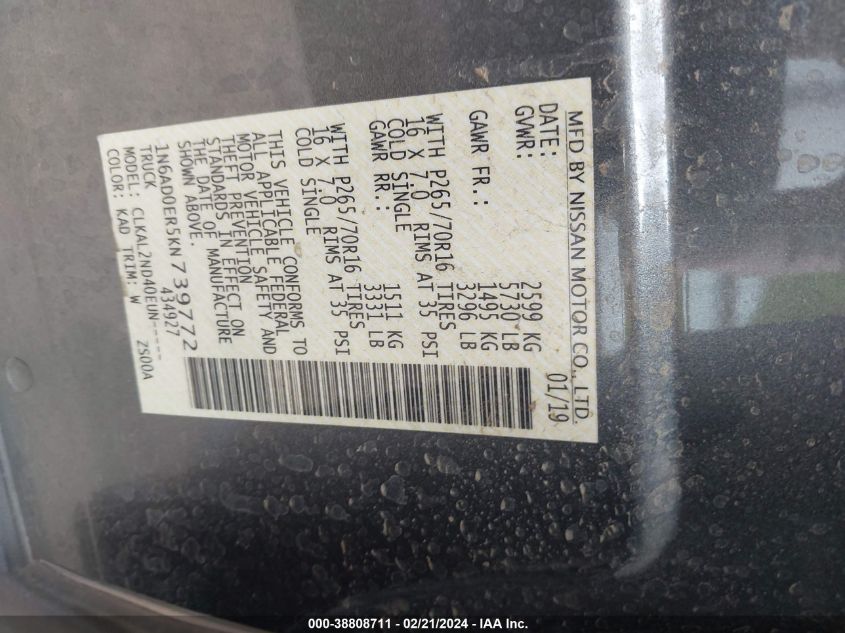 MFD BY NISSAN MOTOR CO., LTD.
DATE: 01/19
GVWR: 2599 KG
5730 LB
GAWR FR.: 1495 KG
3296 LB
WITH P265/70R16 TIRES
16 X 7.0 RIMS AT 35 PSI
COLD SINGLE
GAWR RR.: 1511 KG
3331 LB
WITH P265/70R16 TIRES
16 X 7.0 RIMS AT 35 PSI
COLD SINGLE
THIS VEHICLE CONFORMS TO
ALL APPLICABLE FEDERAL
MOTOR VEHICLE SAFETY AND
THEFT PREVENTION
STANDARDS IN EFFECT ON
THE DATE OF MANUFACTURE
SHOWN ABOVE.
1N6AD0ER5KN739772
TRUCK 434927
MODEL: CLKAL2ND40EUN-----
COLOR: KAD TRIM: W ZS00A
000-38808711 - 02/21/2024 - IAA Inc.